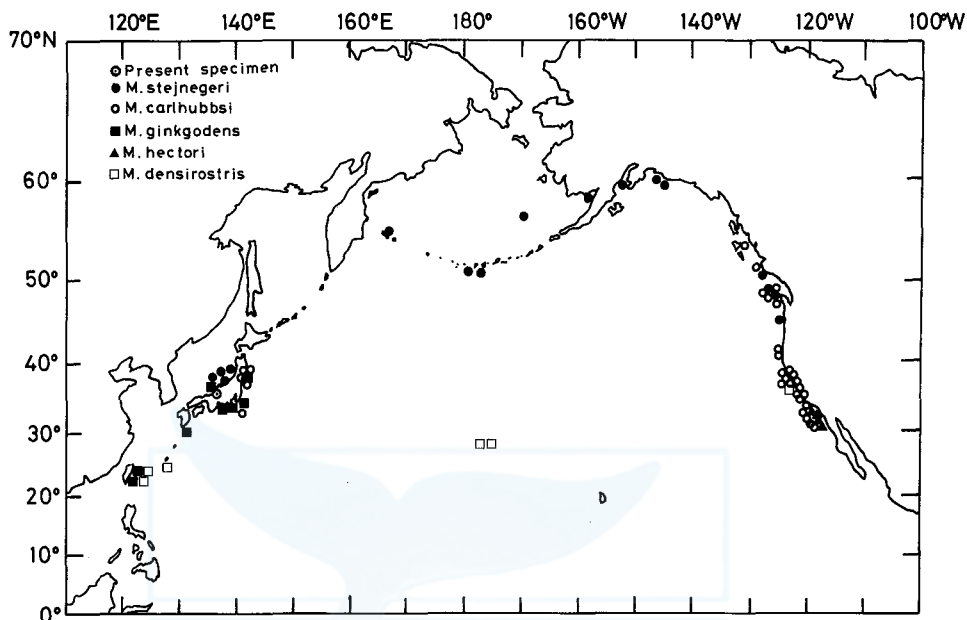 120°E 140°E 160°E 180° 160°W 140°W 120°W 100°W
70°N
⊙Present specimen
●M. stejnegeri
○M. carlhubbsi
■M. ginkgodens
▲M. hectori
□M. densirostris
60°
50°
40°
30°
20°
10°
0°